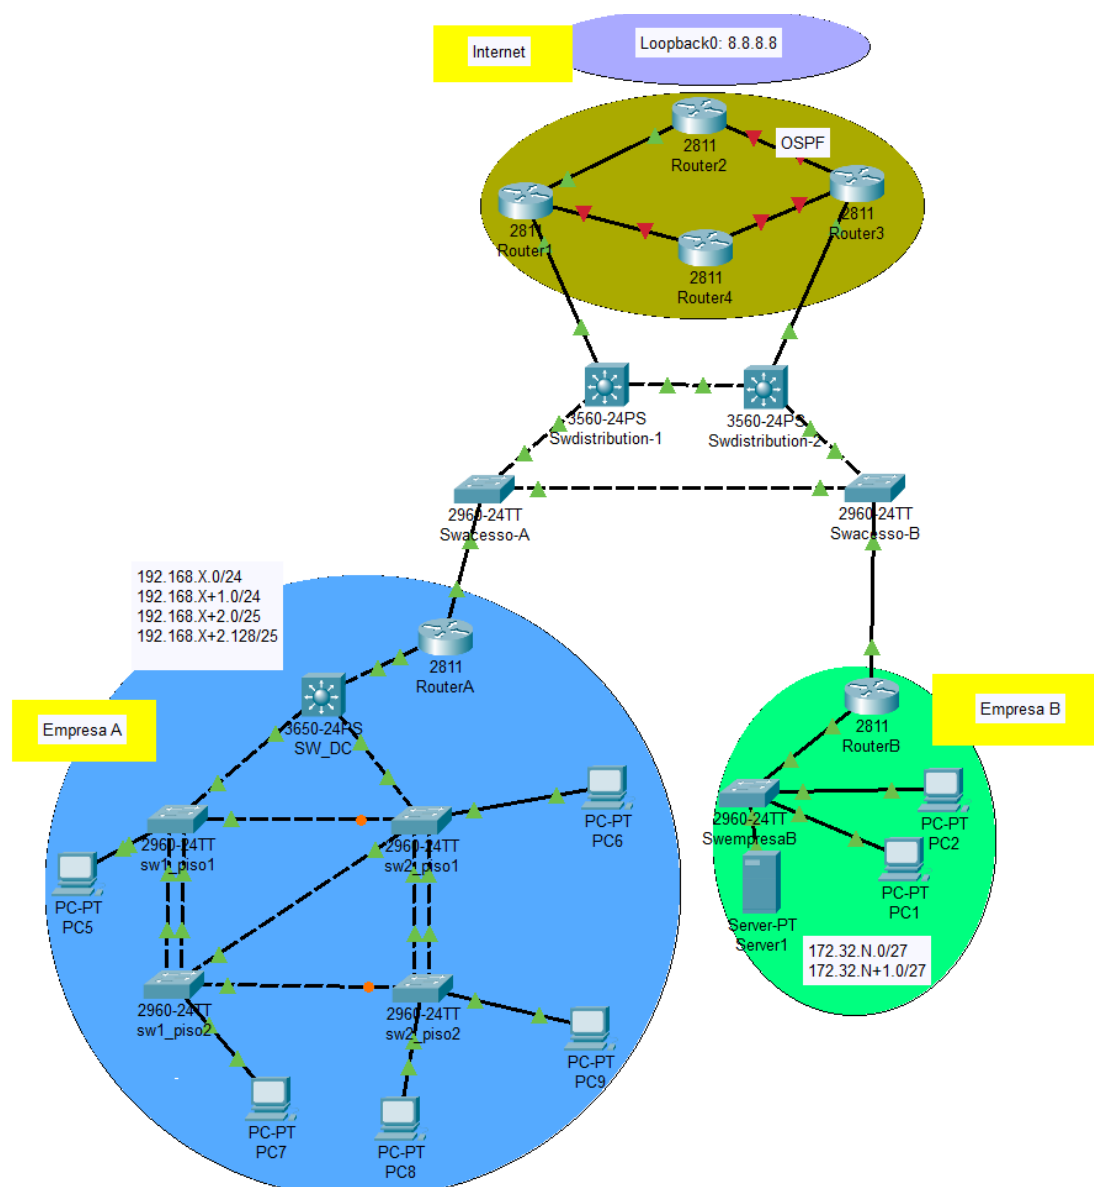 Internet
Loopback0: 8.8.8.8
2811
Router2
OSPF
2811
Router1
2811
Router3
2811
Router4
3560-24PS
Swdistribution-1
3560-24PS
Swdistribution-2
2960-24TT
Swacesso-A
2960-24TT
Swacesso-B
192.168.X.0/24
192.168.X+1.0/24
192.168.X+2.0/25
192.168.X+2.128/25
2811
RouterA
Empresa A
3650-24PS
SW_DC
2811
RouterB
Empresa B
PC-PT
PC6
2960-24TT
sw1_piso1
2960-24TT
sw2_piso1
PC-PT
PC5
2960-24TT
SwempresaB
PC-PT
PC2
PC-PT
PC1
Server-PT
Server1
172.32.N.0/27
172.32.N+1.0/27
2960-24TT
sw1_piso2
2960-24TT
sw2_piso2
PC-PT
PC9
PC-PT
PC7
PC-PT
PC8